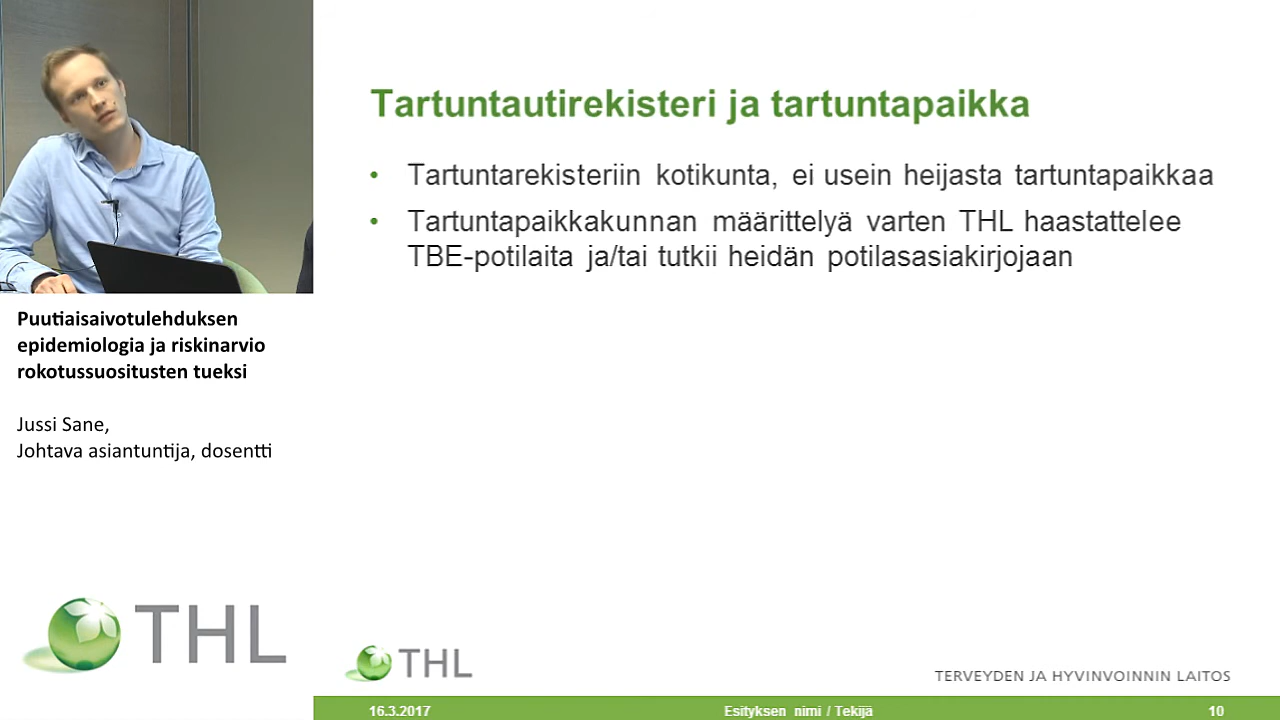 Tartuntautirekisteri ja tartuntapaikka
• Tartuntarekisteriin kotikunta, ei usein heijasta tartuntapaikkaa
• Tartuntapaikkakunnan määrittelyä varten THL haastattelee
TBE-potilaita ja/tai tutkii heidän potilasasiakirjojaan
Puutiaisaivotulehduksen
epidemiologia ja riskinarvio
rokotussuositusten tueksi
Jussi Sane,
Johtava asiantuntija, dosentti
THL
THL
TERVEYDEN JA HYVINVOINNIN LAITOS
16.3.2017
Esityksen nimi / Tekijä
10